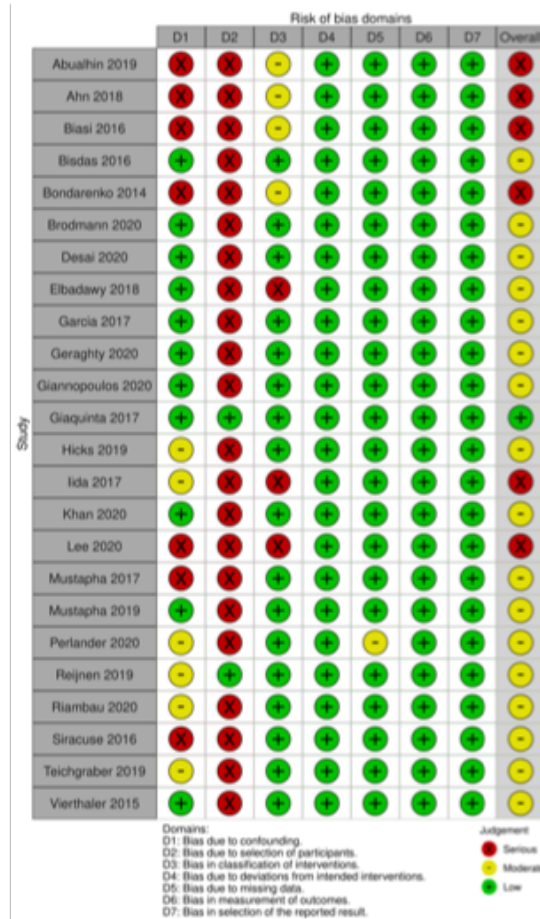 Risk of bias domains
D1 D2 D3 D4 D5 D6 D7 Overall
Study
Abualhin 2019 X X - + + + + X
Ahn 2018 X X - + + + + X
Biasi 2016 X X - + + + + X
Bisdas 2016 + X + + + + + -
Bondarenko 2014 X X - + + + + X
Brodmann 2020 + X + + + + + -
Desai 2020 + X + + + + + -
Elbadawy 2018 + X X + + + + -
Garcia 2017 + X + + + + + -
Geraghty 2020 + X + + + + + -
Giannopoulos 2020 + X + + + + + -
Giaquinta 2017 + + + + + + + +
Hicks 2019 - X + + + + + -
Iida 2017 - X X + + + + X
Khan 2020 + X + + + + + -
Lee 2020 X X X + + + + X
Mustapha 2017 X X + + + + + -
Mustapha 2019 + X + + + + + -
Perlander 2020 - X + + - + + -
Reijnen 2019 - + + + + + + -
Riambau 2020 - X + + + + + -
Siracuse 2016 X X + + + + + -
Teichgraber 2019 - X + + + + + -
Vierthaler 2015 + X + + + + + -
Domains:
D1: Bias due to confounding.
D2: Bias due to selection of participants.
D3: Bias in classification of interventions.
D4: Bias due to deviations from intended interventions.
D5: Bias due to missing data.
D6: Bias in measurement of outcomes.
D7: Bias in selection of the reported result.
Judgement
X Serious
- Moderat
+ Low